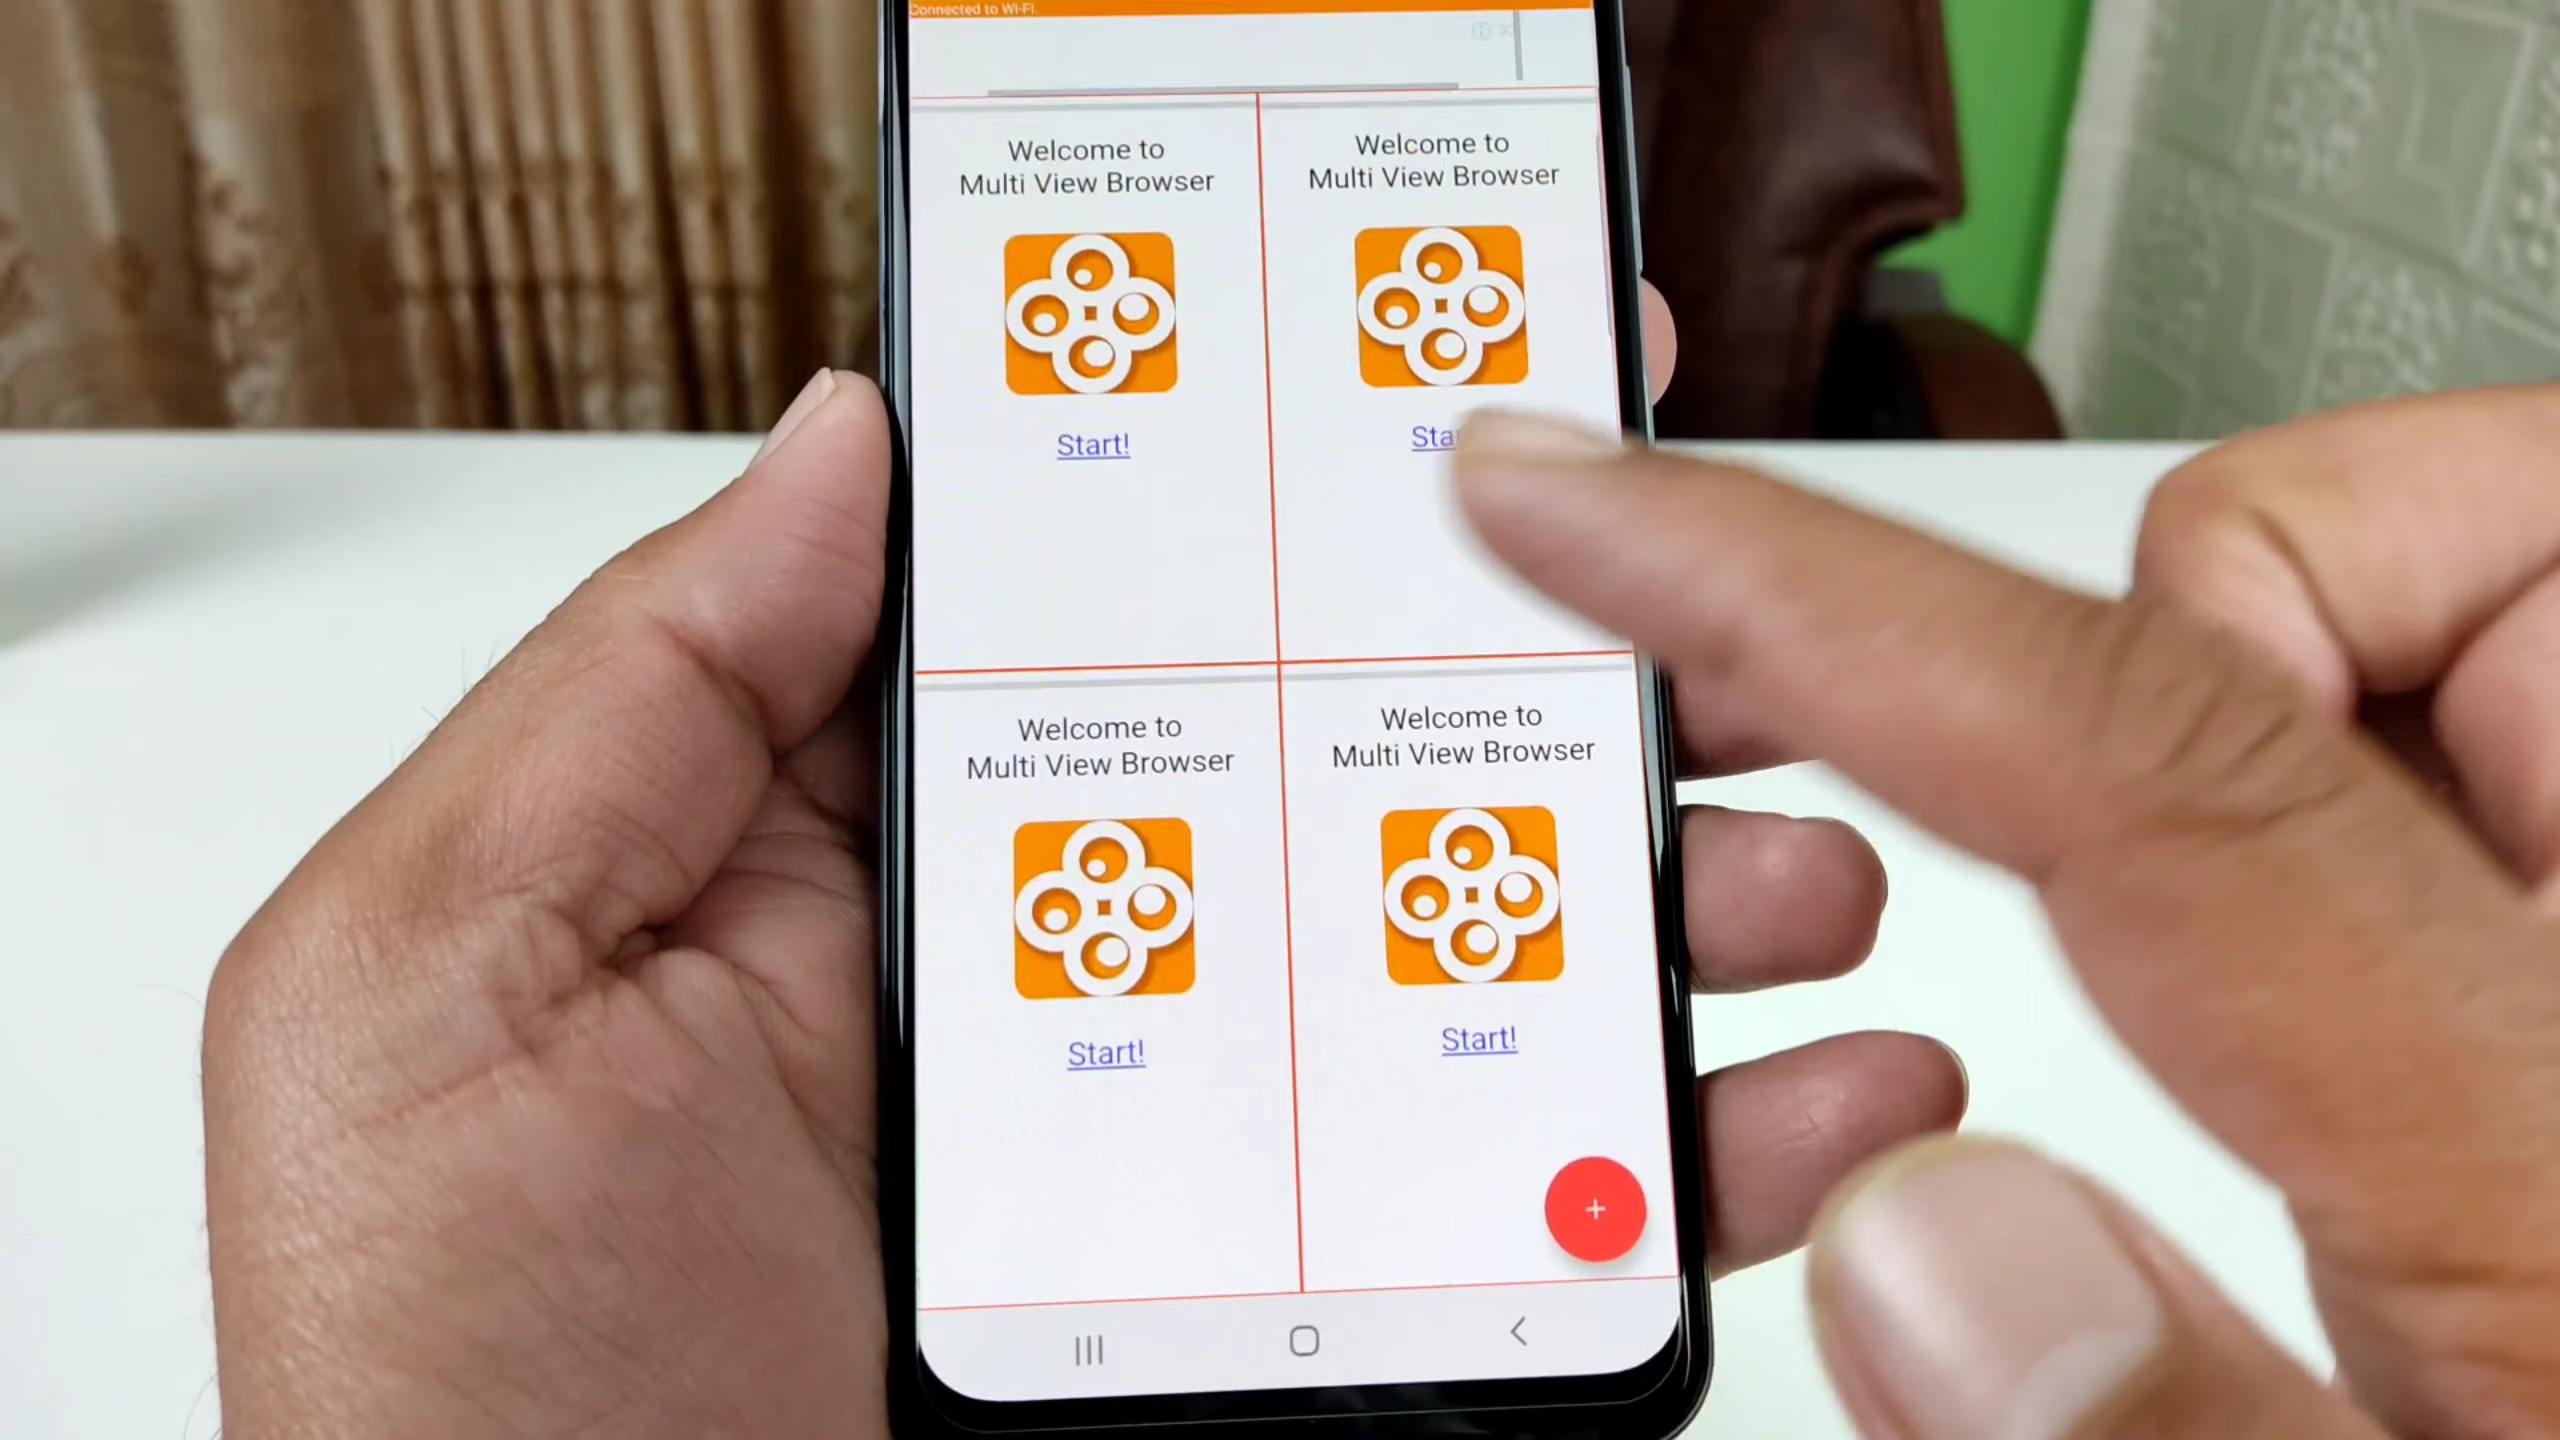 Connected to Wi-Fi.
Welcome to
Multi View Browser
Start!
Welcome to
Multi View Browser
Sta
Welcome to
Multi View Browser
Start!
Welcome to
Multi View Browser
Start!
+